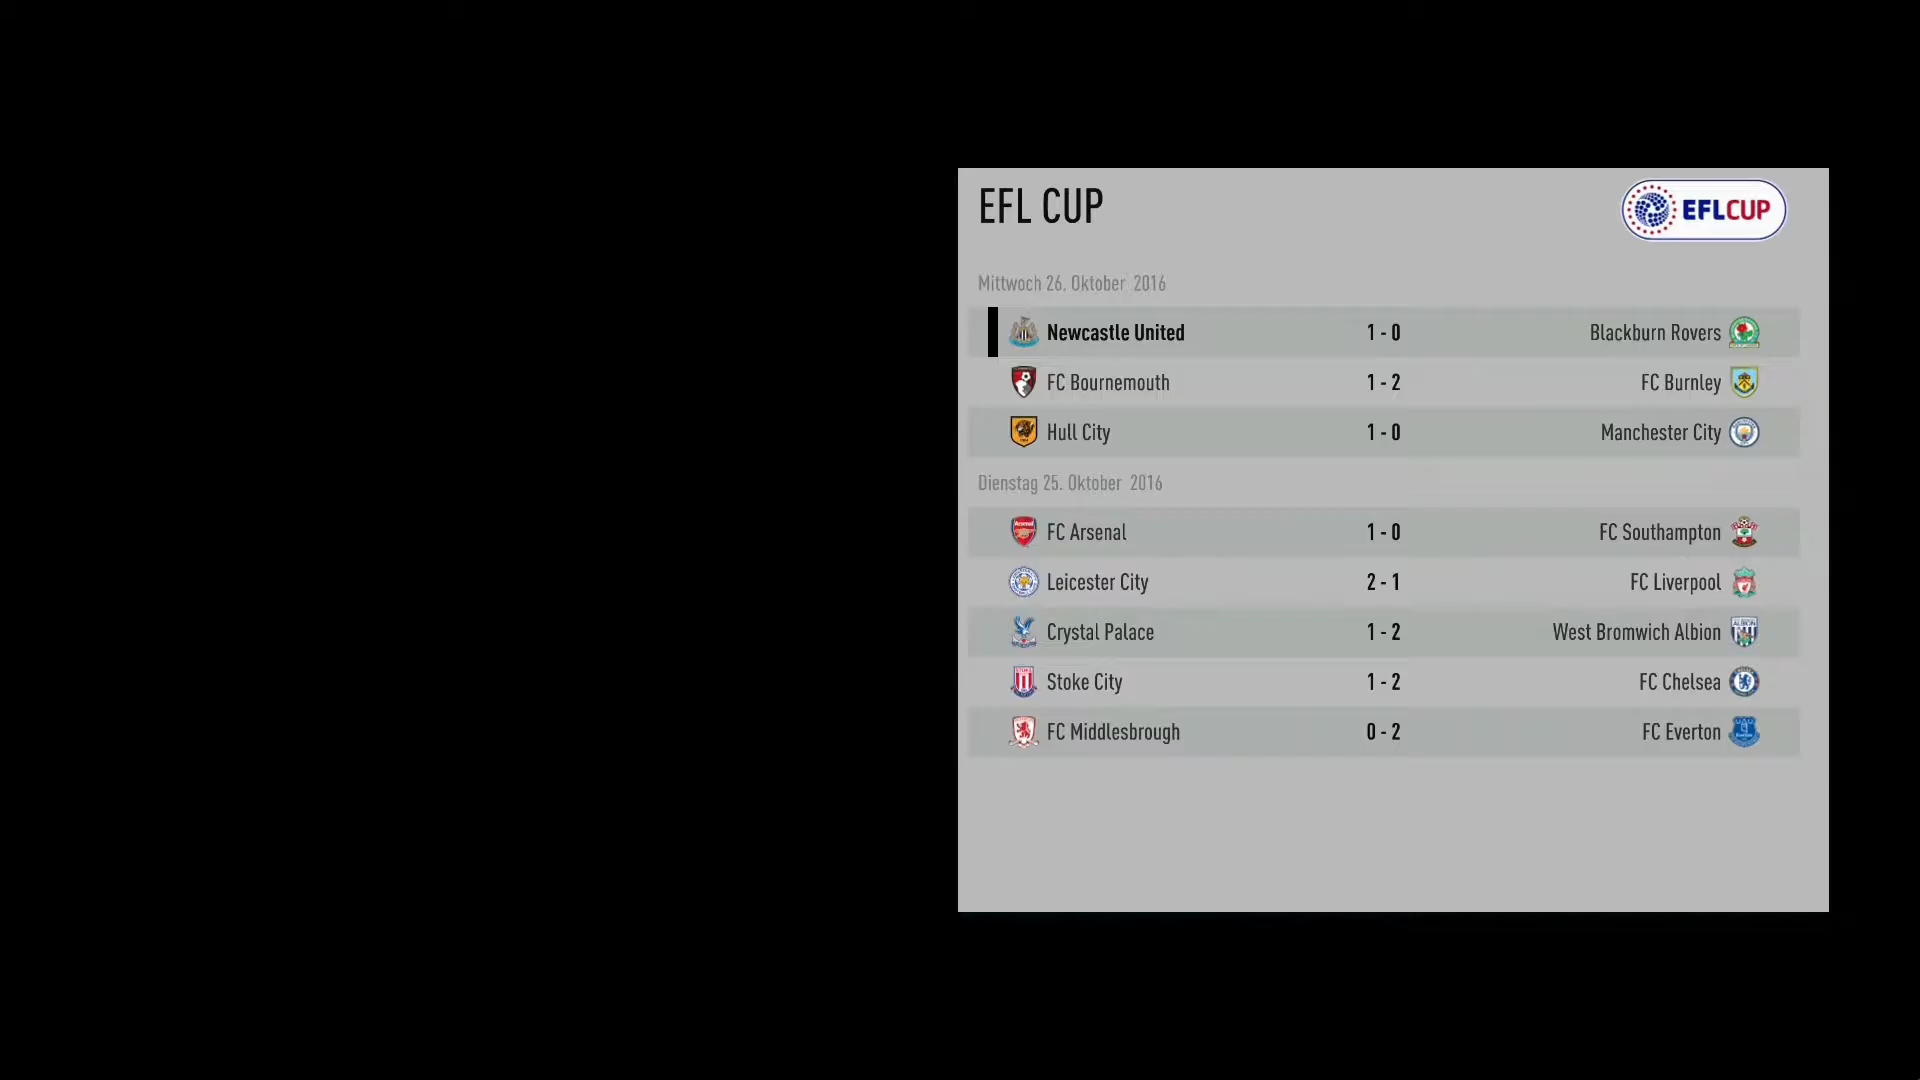 EFL CUP
EFLCUP
Mittwoch 26. Oktober 2016
Newcastle United 1 - 0 Blackburn Rovers
FC Bournemouth 1 - 2 FC Burnley
Hull City 1 - 0 Manchester City
Dienstag 25. Oktober 2016
FC Arsenal 1 - 0 FC Southampton
Leicester City 2 - 1 FC Liverpool
Crystal Palace 1 - 2 West Bromwich Albion
Stoke City 1 - 2 FC Chelsea
FC Middlesbrough 0 - 2 FC Everton